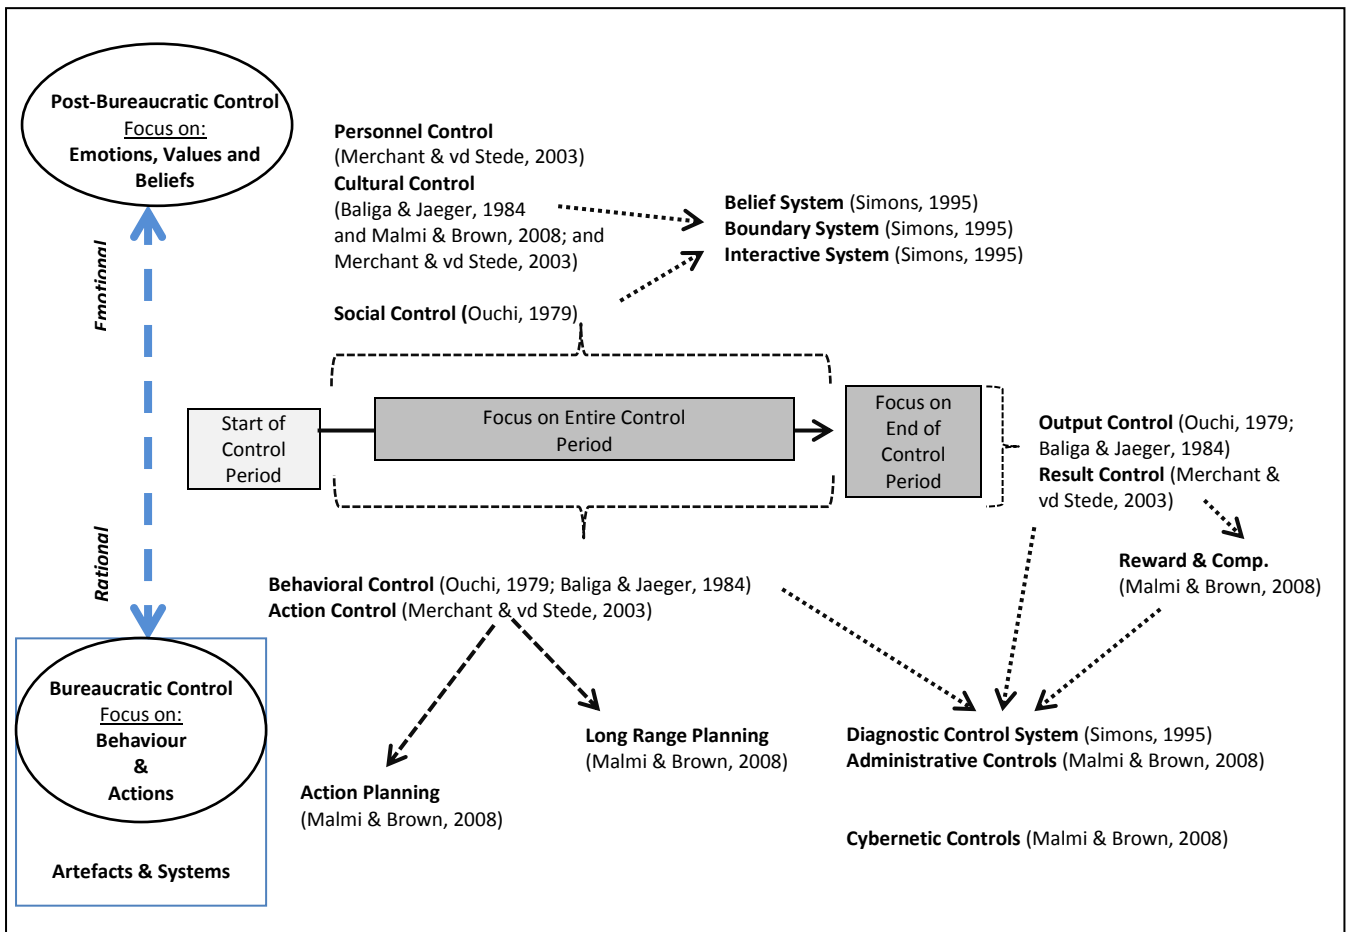 Post-Bureaucratic Control
Focus on:
Emotions, Values and
Beliefs
Emotional
Rational
Bureaucratic Control
Focus on:
Behaviour
&
Actions
Artefacts & Systems
Personnel Control
(Merchant & vd Stede, 2003)
Cultural Control
(Baliga & Jaeger, 1984
and Malmi & Brown, 2008; and
Merchant & vd Stede, 2003)
Social Control (Ouchi, 1979)
Belief System (Simons, 1995)
Boundary System (Simons, 1995)
Interactive System (Simons, 1995)
Start of
Control
Period
Focus on Entire Control
Period
Focus on
End of
Control
Period
Output Control (Ouchi, 1979;
Baliga & Jaeger, 1984)
Result Control (Merchant &
vd Stede, 2003)
Reward & Comp.
(Malmi & Brown, 2008)
Behavioral Control (Ouchi, 1979; Baliga & Jaeger, 1984)
Action Control (Merchant & vd Stede, 2003)
Long Range Planning
(Malmi & Brown, 2008)
Action Planning
(Malmi & Brown, 2008)
Diagnostic Control System (Simons, 1995)
Administrative Controls (Malmi & Brown, 2008)
Cybernetic Controls (Malmi & Brown, 2008)